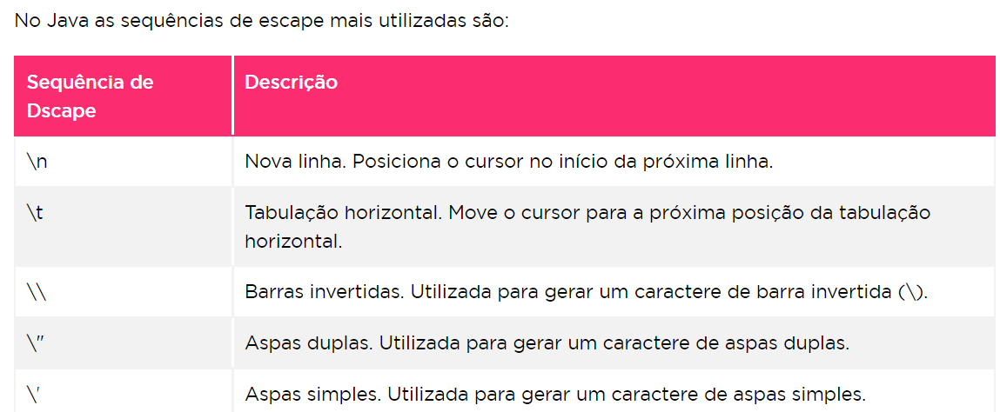 No Java as sequências de escape mais utilizadas são:
Sequência de Descrição
Dscape
\n Nova linha. Posiciona o cursor no início da próxima linha.
\t Tabulação horizontal. Move o cursor para a próxima posição da tabulação
horizontal.
\\ Barras invertidas. Utilizada para gerar um caractere de barra invertida (\).
\" Aspas duplas. Utilizada para gerar um caractere de aspas duplas.
\' Aspas simples. Utilizada para gerar um caractere de aspas simples.